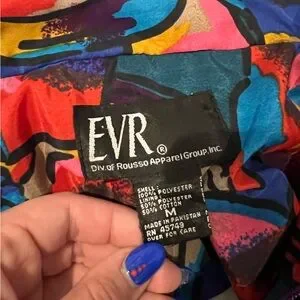 EVR®
Div. of Rousso Apparel Group, Inc.
SHELL:
100% POLYESTER
LINING:
50% POLYESTER
50% COTTON
M
MADE IN PAKISTAN
RN 45749
OVER FOR CARE